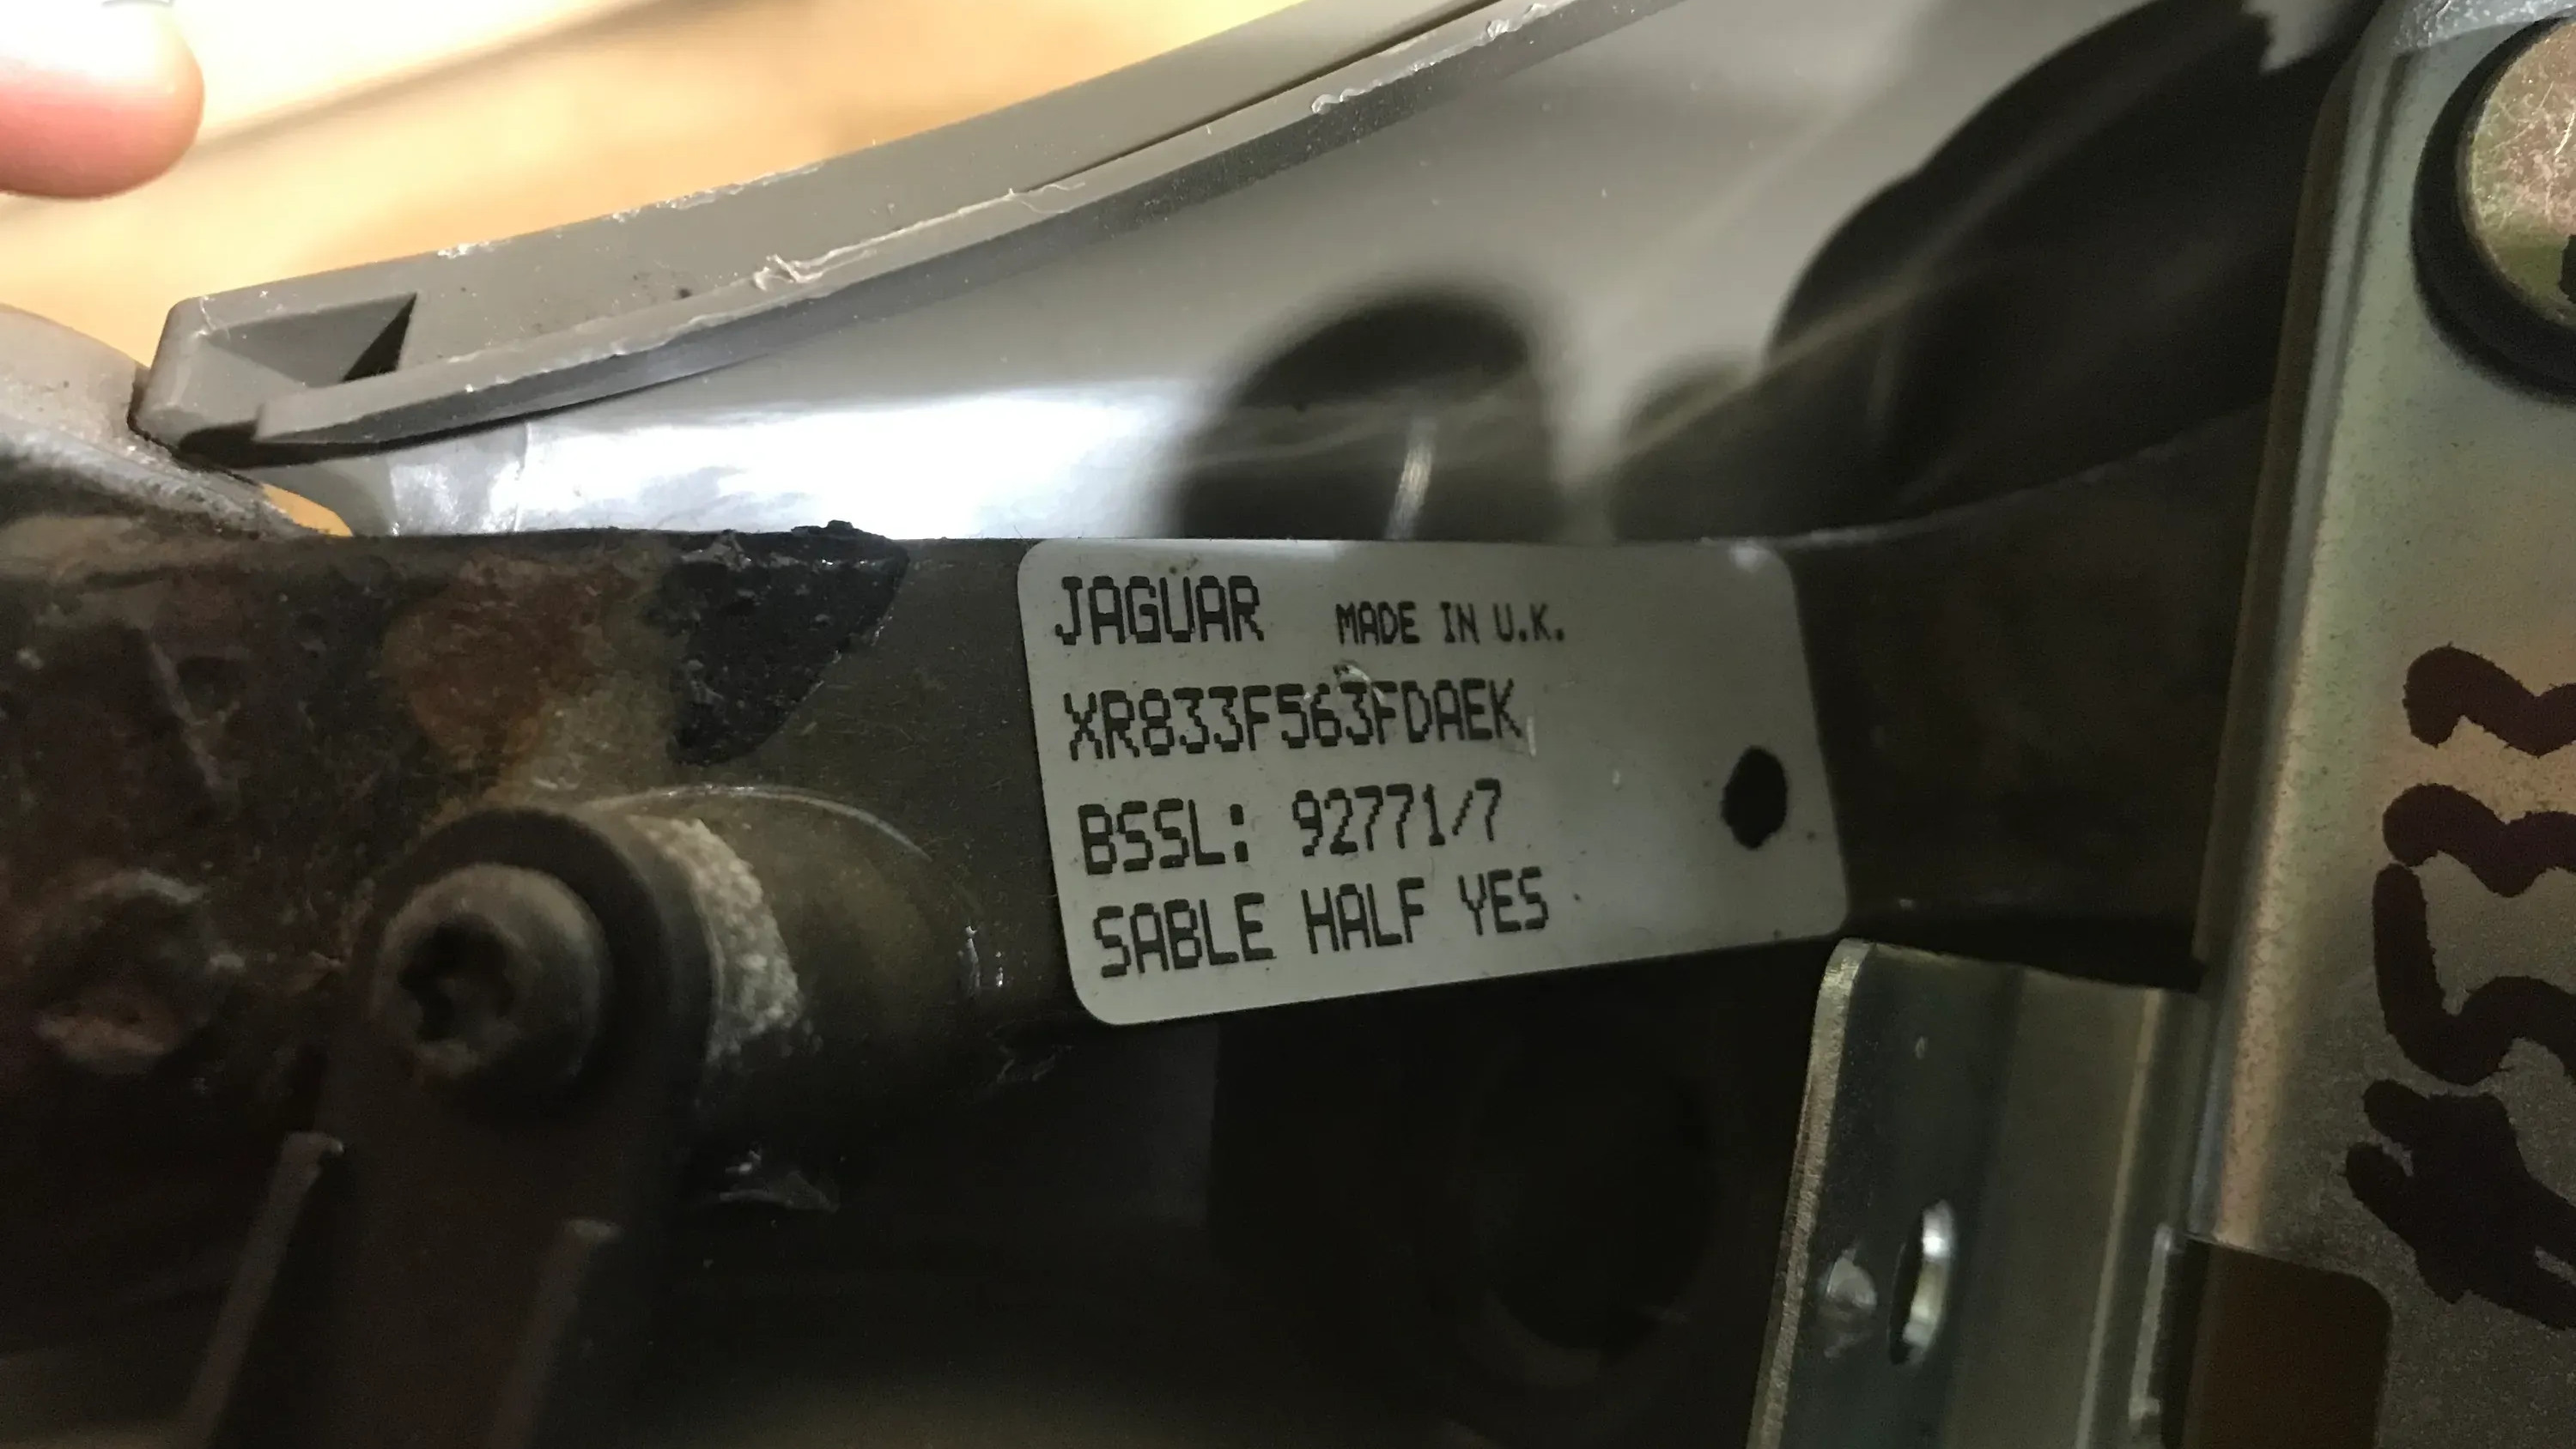 JAGUAR MADE IN U.K.
XR833F563FDAEK
BSSL: 92771/7
SABLE HALF YES